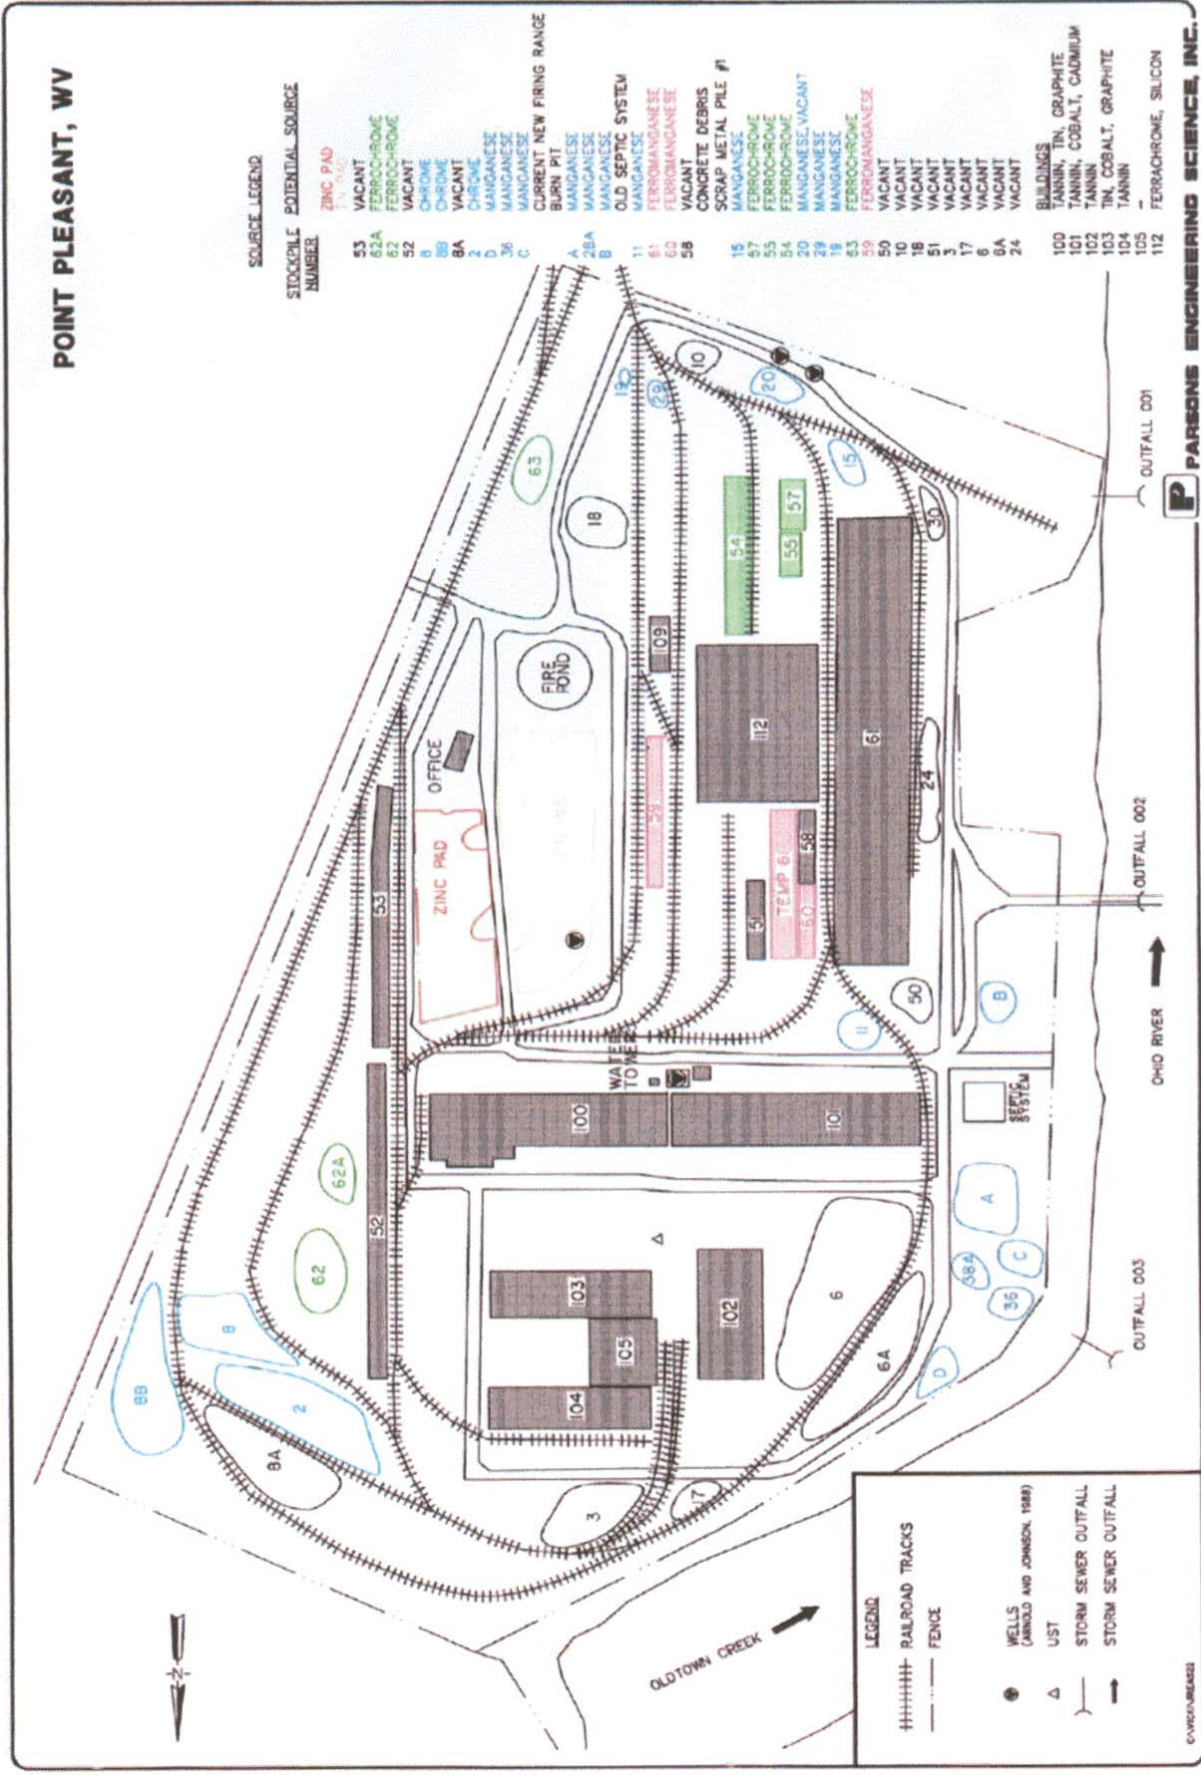 POINT PLEASANT, WV
SOURCE LEGEND
STOCKPILE POTENTIAL SOURCE
NUMBER
ZINC PAD
53 VACANT
62A FERROCHROME
62 FERROCHROME
52 VACANT
8 CHROME
8B CHROME
8A VACANT
2 CHROME
D MANGANESE
36 MANGANESE
C MANGANESE
CURRENT NEW FIRING RANGE
BURN PIT
A MANGANESE
28A MANGANESE
B MANGANESE
OLD SEPTIC SYSTEM
11 MANGANESE
61 FERROMANGANESE
60 FERROMANGANESE
58 VACANT
CONCRETE DEBRIS
SCRAP METAL PILE #1
15 MANGANESE
57 FERROCHROME
55 FERROCHROME
54 FERROCHROME
20 MANGANESE, VACANT
29 MANGANESE
19 MANGANESE
63 FERROCHROME
59 FERROMANGANESE
50 VACANT
10 VACANT
18 VACANT
51 VACANT
3 VACANT
17 VACANT
6 VACANT
6A VACANT
24 VACANT
BUILDINGS
100 TANNIN, TIN, GRAPHITE
101 TANNIN, COBALT, CADMIUM
102 TANNIN
103 TIN, COBALT, GRAPHITE
104 TANNIN
105 -
112 FERRACHROME, SILICON
63
18
19
29
10
20
15
54
55
57
30
OFFICE
FIRE
POND
109
112
61
24
53
ZINC PAD
59
51
TEMP 61
60
58
50
11
B
WATER
TOWER
100
101
SEPTIC
SYSTEM
62A
62
52
8B
8
2
8A
103
105
104
102
6
6A
3
17
A
38A
C
36
D
OUTFALL 001
OUTFALL 002
OUTFALL 003
OHIO RIVER
OLDTOWN CREEK
N
LEGEND
RAILROAD TRACKS
FENCE
WELLS
(ARNOLD AND JOHNSON, 1988)
UST
STORM SEWER OUTFALL
STORM SEWER OUTFALL
P PARSONS ENGINEERING SCIENCE, INC.